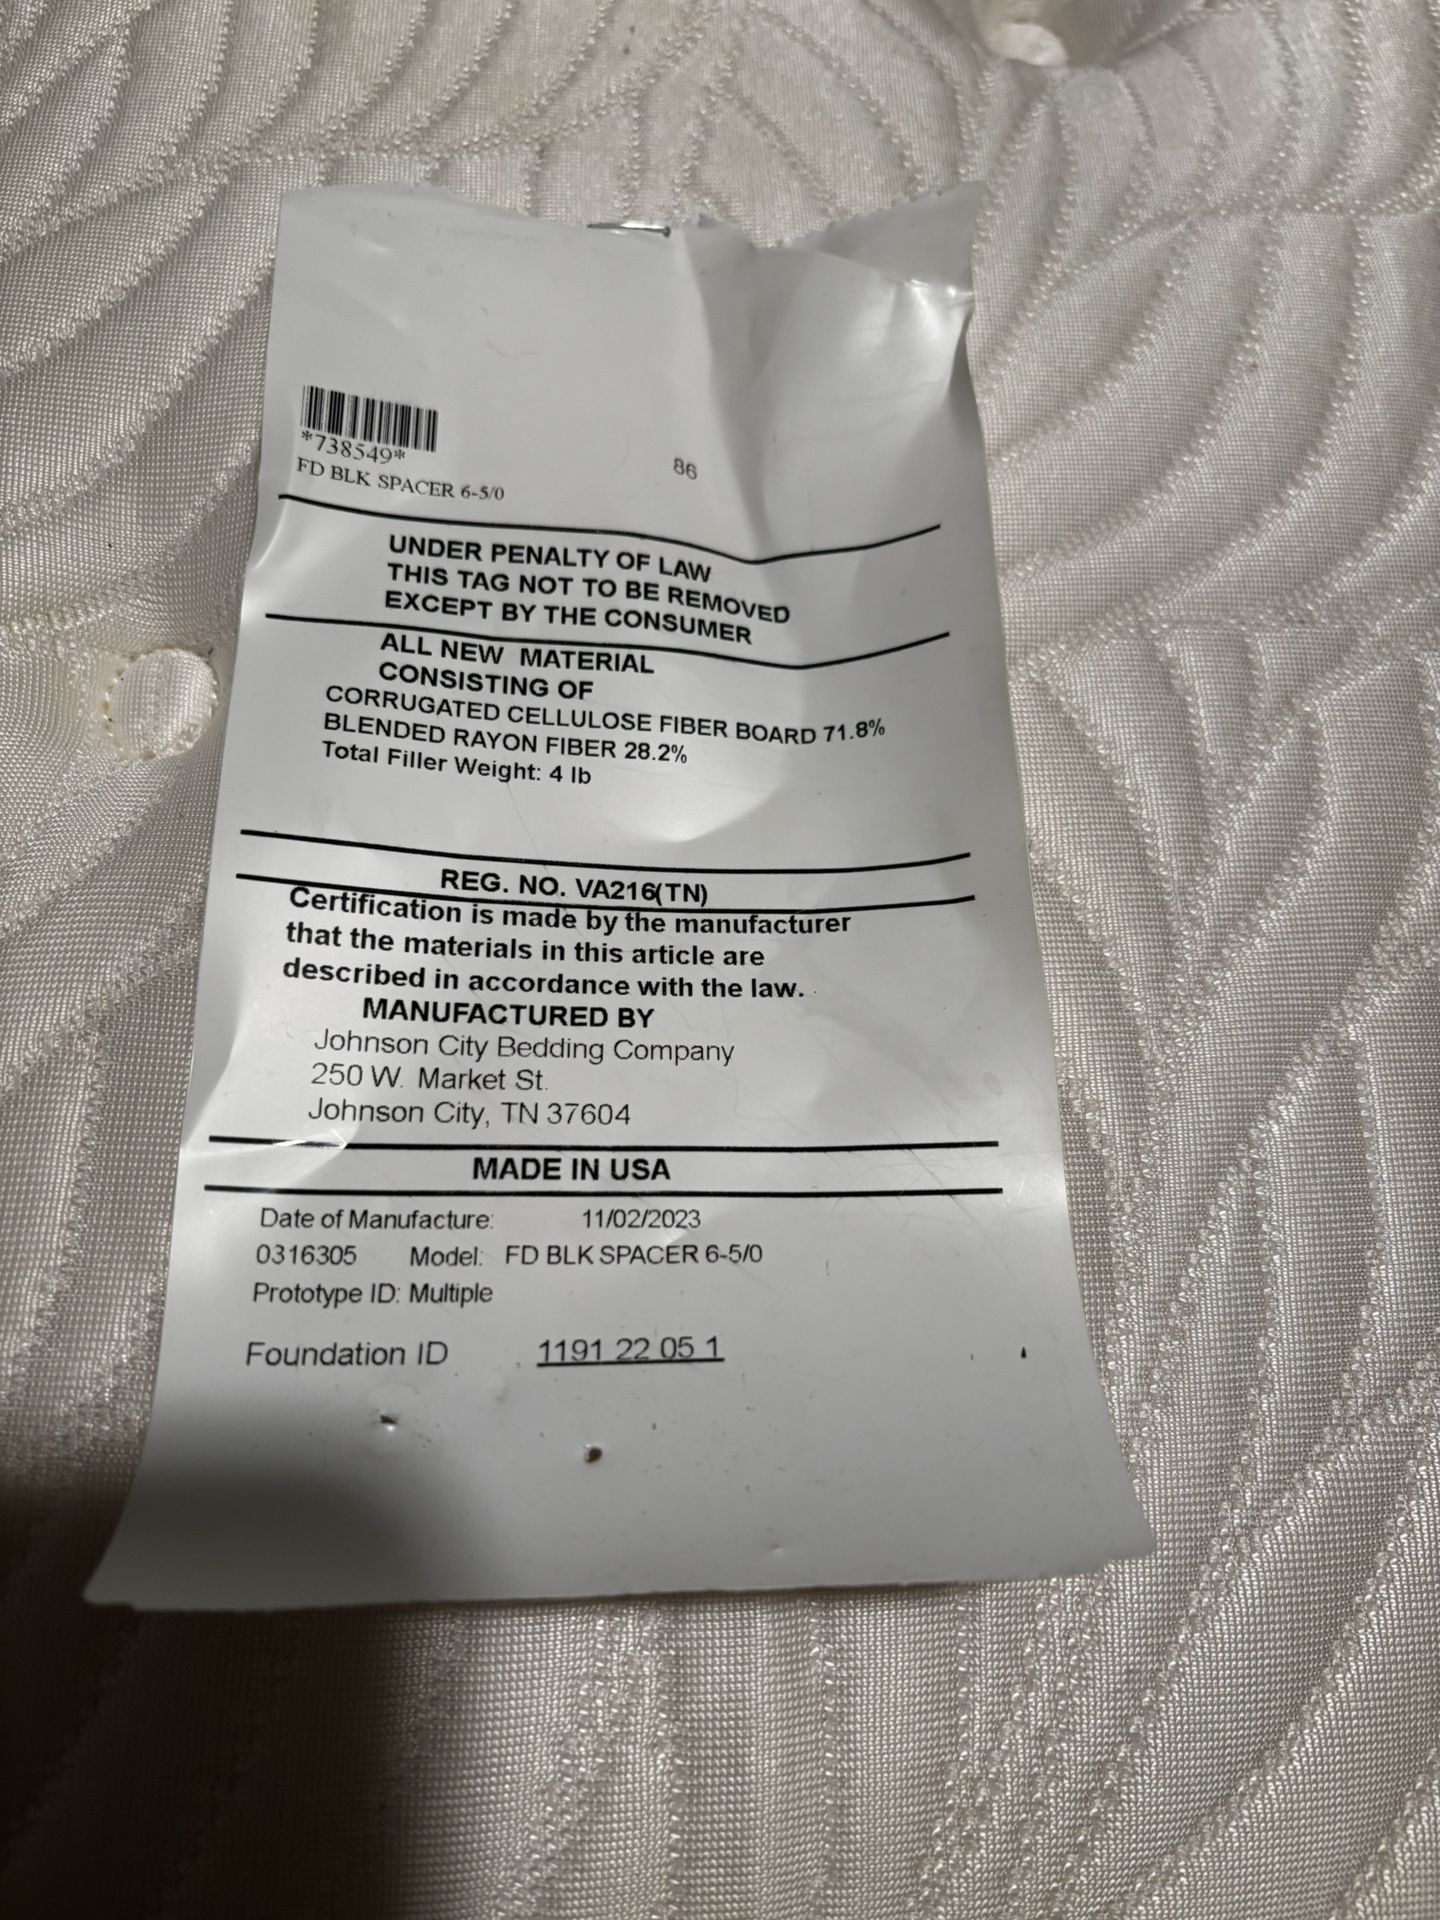 *738549*
FD BLK SPACER 6-5/0
86
UNDER PENALTY OF LAW
THIS TAG NOT TO BE REMOVED
EXCEPT BY THE CONSUMER
ALL NEW MATERIAL
CONSISTING OF
CORRUGATED CELLULOSE FIBER BOARD 71.8%
BLENDED RAYON FIBER 28.2%
Total Filler Weight: 4 lb
REG. NO. VA216(TN)
Certification is made by the manufacturer
that the materials in this article are
described in accordance with the law.
MANUFACTURED BY
Johnson City Bedding Company
250 W. Market St.
Johnson City, TN 37604
MADE IN USA
Date of Manufacture: 11/02/2023
0316305 Model: FD BLK SPACER 6-5/0
Prototype ID: Multiple
Foundation ID 1191 22 05 1